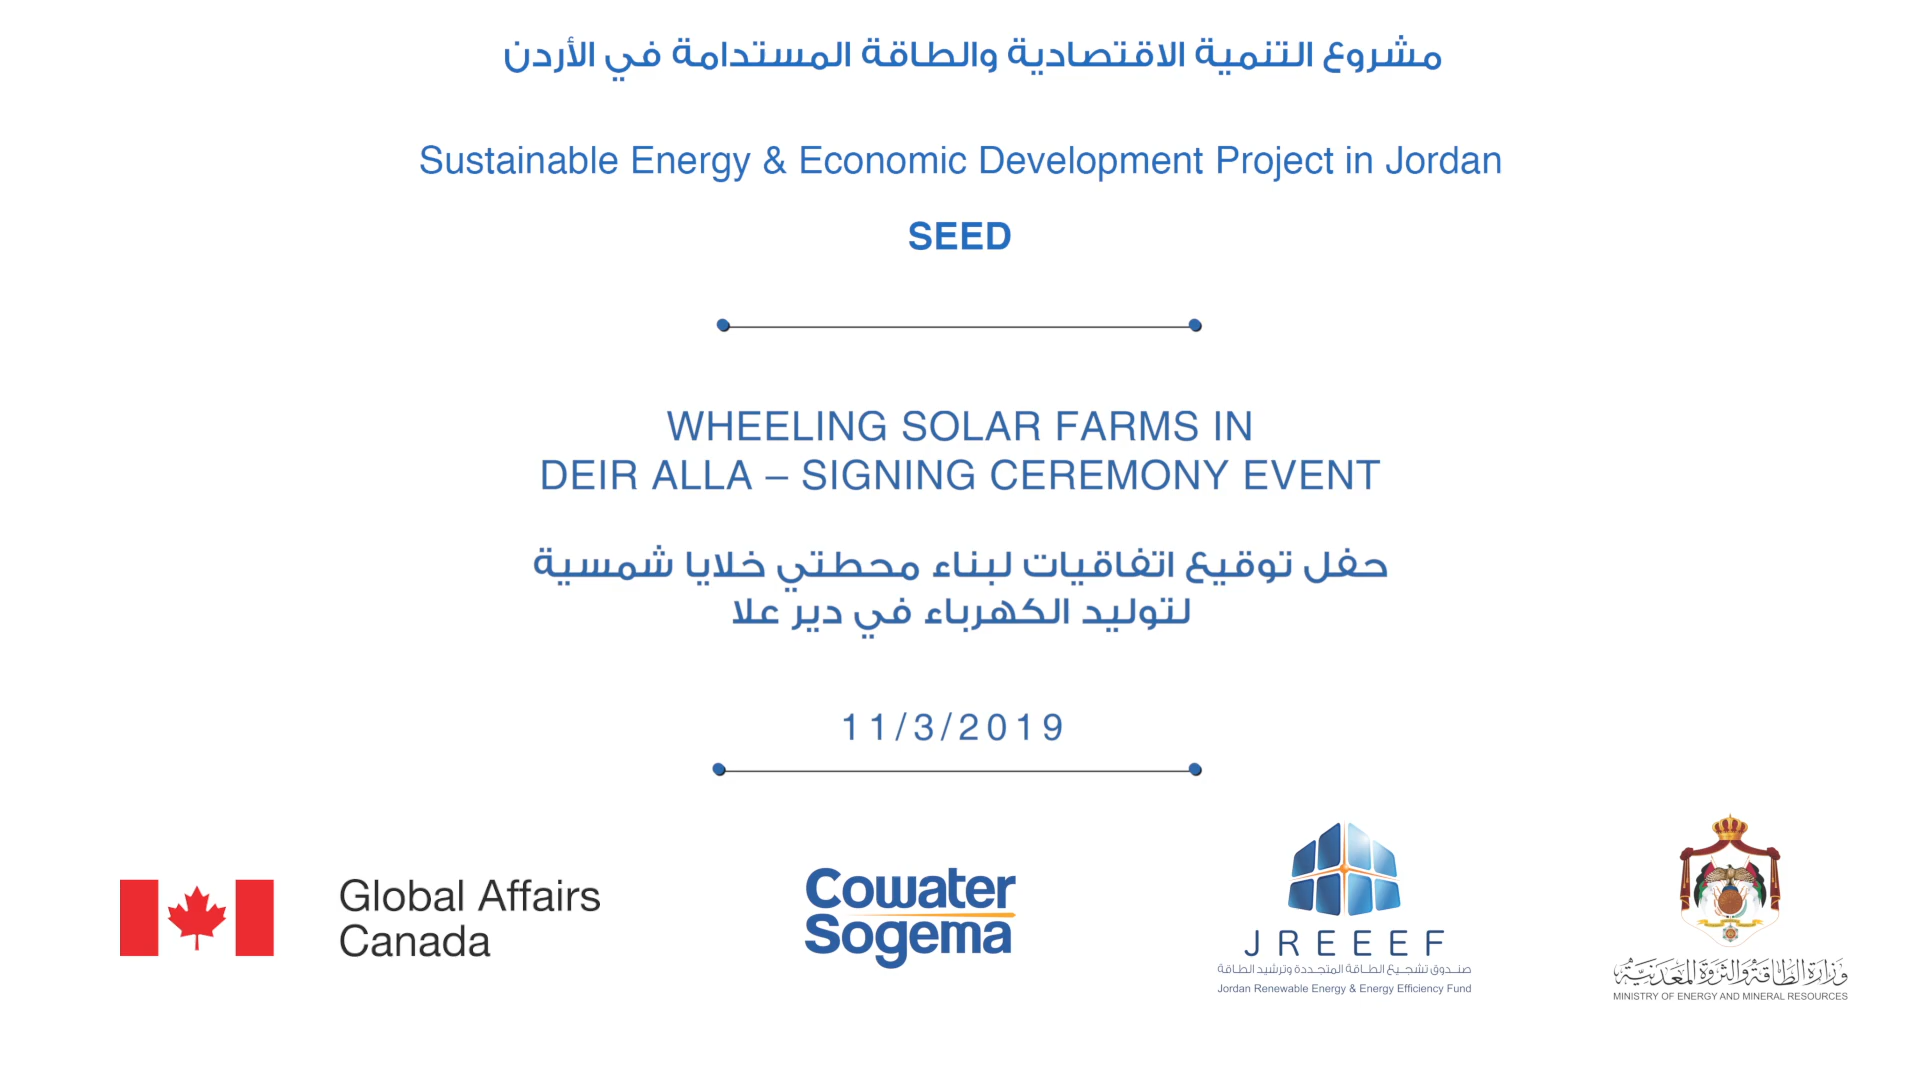 مشروع التنمية الاقتصادية والطاقة المستدامة في الأردن
Sustainable Energy & Economic Development Project in Jordan
SEED
WHEELING SOLAR FARMS IN
DEIR ALLA – SIGNING CEREMONY EVENT
حفل توقيع اتفاقيات لبناء محطتي خلايا شمسية
لتوليد الكهرباء في دير علا
11/3/2019
Global Affairs
Canada
Cowater
Sogema
JREEEF
صندوق تشجيع الطاقة المتجددة وترشيد الطاقة
Jordan Renewable Energy & Energy Efficiency Fund
وزارة الطاقة والثروة المعدنية
MINISTRY OF ENERGY AND MINERAL RESOURCES